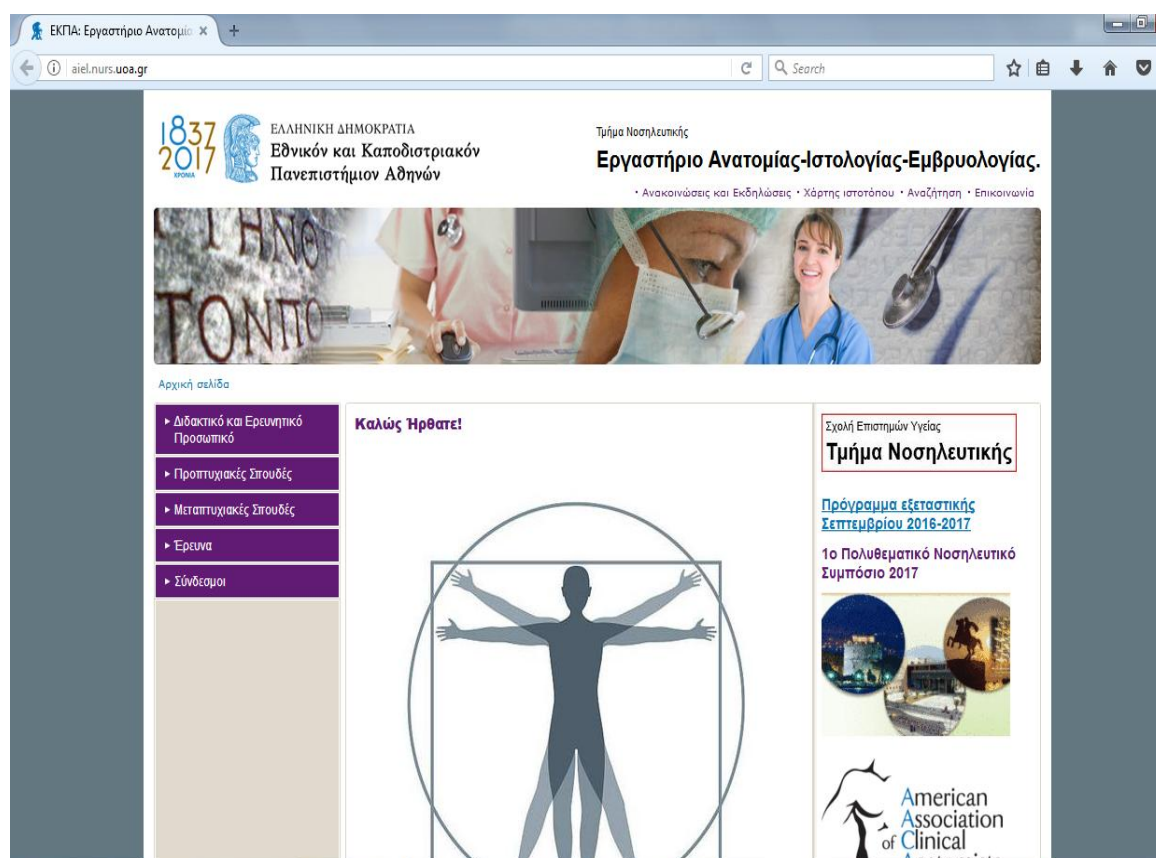 ΕΚΠΑ: Εργαστήριο Ανατομίο
aiel.nurs.uoa.gr
Search
1837
2017
ΧΡΟΝΙΑ
ΕΛΛΗΝΙΚΗ ΔΗΜΟΚΡΑΤΙΑ
Εθνικόν και Καποδιστριακόν
Πανεπιστήμιον Αθηνών
Τμήμα Νοσηλευτικής
Εργαστήριο Ανατομίας-Ιστολογίας-Εμβρυολογίας.
• Ανακοινώσεις και Εκδηλώσεις • Χάρτης ιστοτόπου • Αναζήτηση • Επικοινωνία
ΤΟΝΠΟ
Αρχική σελίδα
Διδακτικό και Ερευνητικό
Προσωπικό
Προπτυχιακές Σπουδές
Μεταπτυχιακές Σπουδές
Έρευνα
Σύνδεσμοι
Καλώς Ήρθατε!
Σχολή Επιστημών Υγείας
Τμήμα Νοσηλευτικής
Πρόγραμμα εξεταστικής
Σεπτεμβρίου 2016-2017
1ο Πολυθεματικό Νοσηλευτικό
Συμπόσιο 2017
American
Association
of Clinical